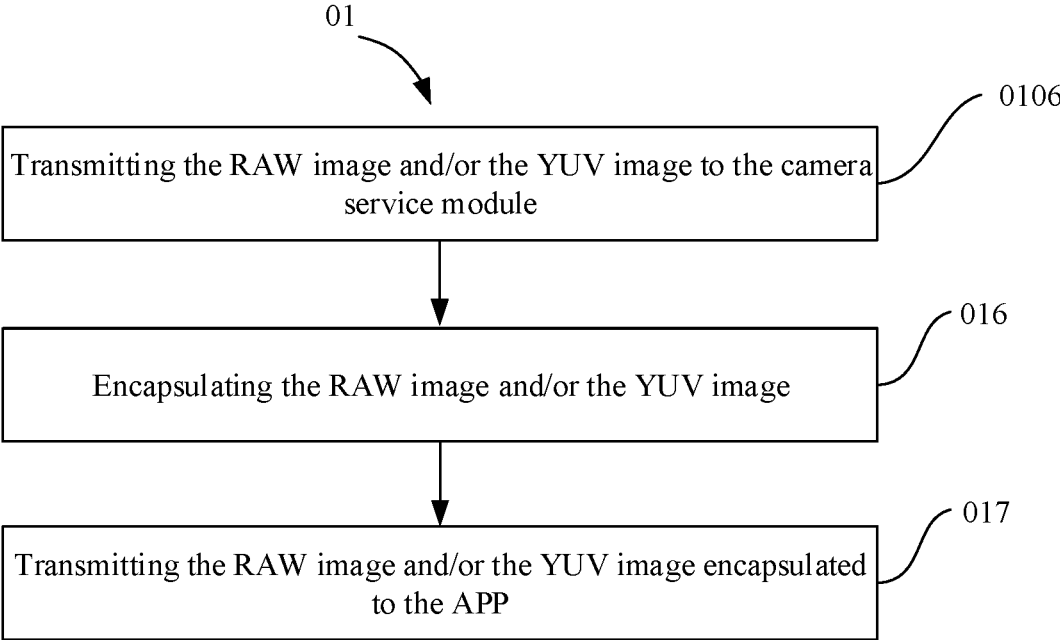 01
0106
Transmitting the RAW image and/or the YUV image to the camera
service module
016
Encapsulating the RAW image and/or the YUV image
017
Transmitting the RAW image and/or the YUV image encapsulated
to the APP